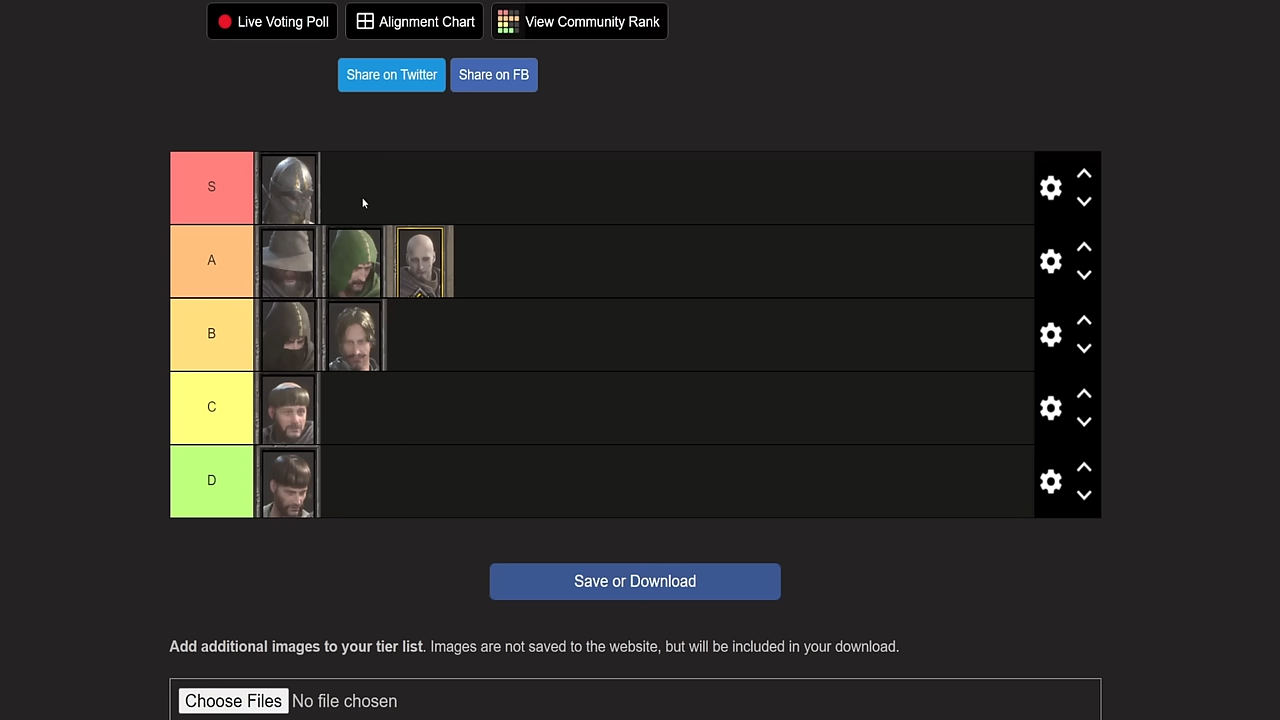 Live Voting Poll
Alignment Chart
View Community Rank
Share on Twitter
Share on FB
S
A
B
C
D
Save or Download
Add additional images to your tier list. Images are not saved to the website, but will be included in your download.
Choose Files No file chosen